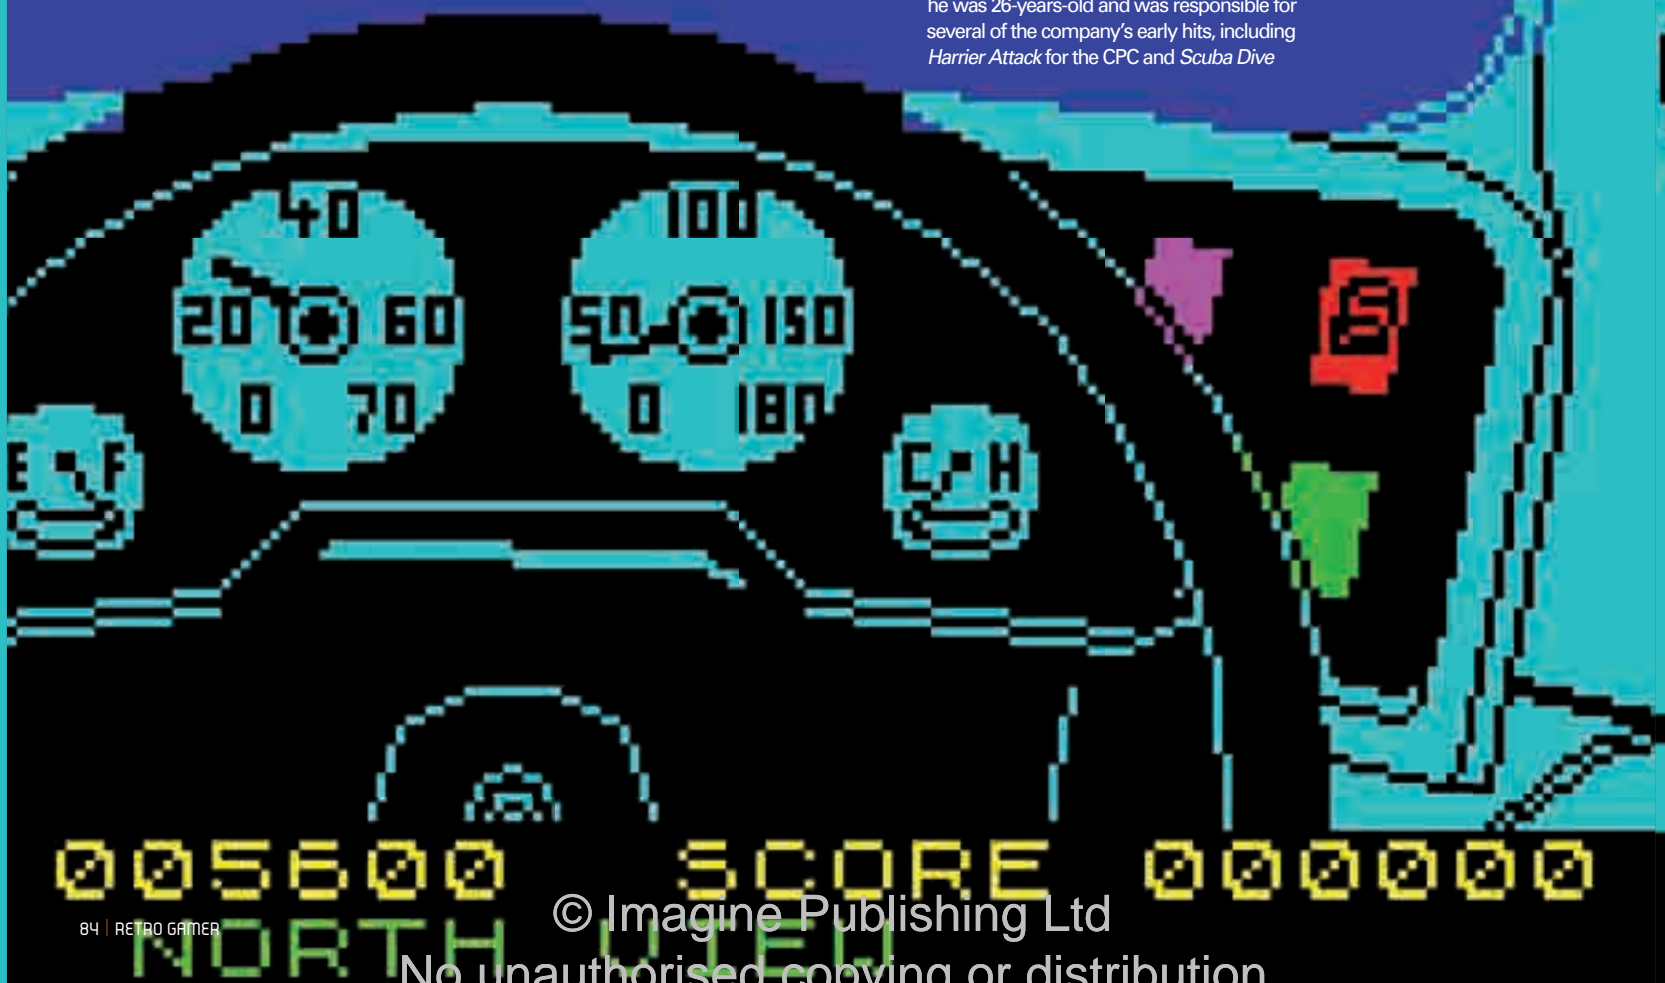 he was 26-years-old and was responsible for
several of the company's early hits, including
Harrier Attack for the CPC and Scuba Dive
40
100
20
60
50
150
0
70
0
180
E
F
C
H
S
005600 SCORE 000000
© Imagine Publishing Ltd
84 | RETRO GAMER
NORTH VIEW
No unauthorised copying or distribution